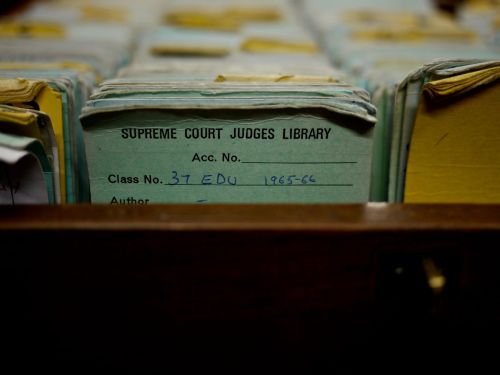 SUPREME COURT JUDGES LIBRARY
Acc. No.
Class No. 37 EDU 1965-66
Author